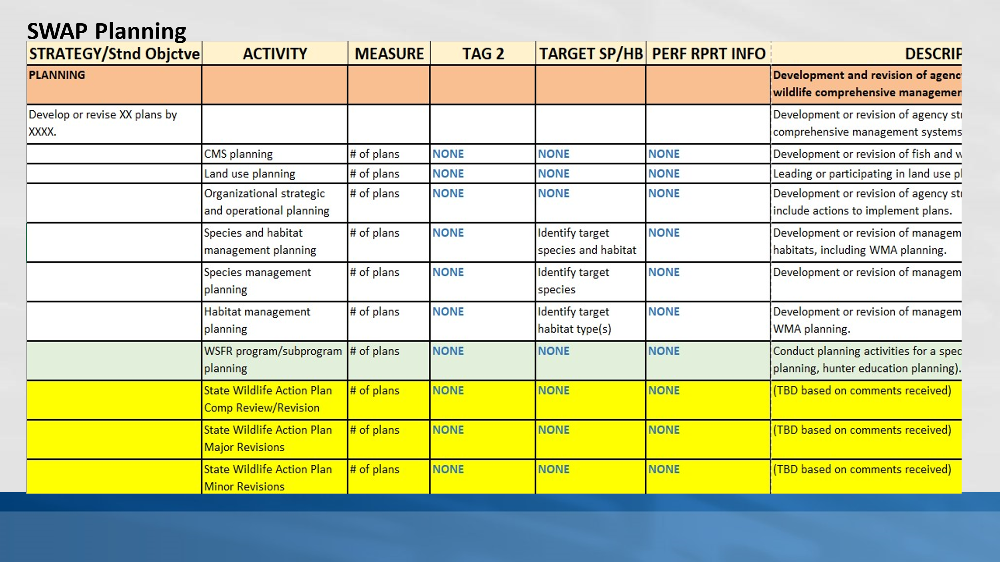 SWAP Planning
STRATEGY/Stnd Objctve ACTIVITY MEASURE TAG 2 TARGET SP/HB PERF RPRT INFO DESCRIP
PLANNING Development and revision of agenc
wildlife comprehensive managemen
Develop or revise XX plans by Development or revision of agency str
XXXX. comprehensive management systems
CMS planning # of plans NONE NONE NONE Development or revision of fish and w
Land use planning # of plans NONE NONE NONE Leading or participating in land use pl
Organizational strategic # of plans NONE NONE NONE Development or revision of agency str
and operational planning include actions to implement plans.
Species and habitat # of plans NONE Identify target NONE Development or revision of managem
management planning species and habitat habitats, including WMA planning.
Species management # of plans NONE Identify target NONE Development or revision of managem
planning species
Habitat management # of plans NONE Identify target NONE Development or revision of managem
planning habitat type(s) WMA planning.
WSFR program/subprogram # of plans NONE NONE NONE Conduct planning activities for a spec
planning planning, hunter education planning).
State Wildlife Action Plan # of plans NONE NONE NONE (TBD based on comments received)
Comp Review/Revision
State Wildlife Action Plan # of plans NONE NONE NONE (TBD based on comments received)
Major Revisions
State Wildlife Action Plan # of plans NONE NONE NONE (TBD based on comments received)
Minor Revisions